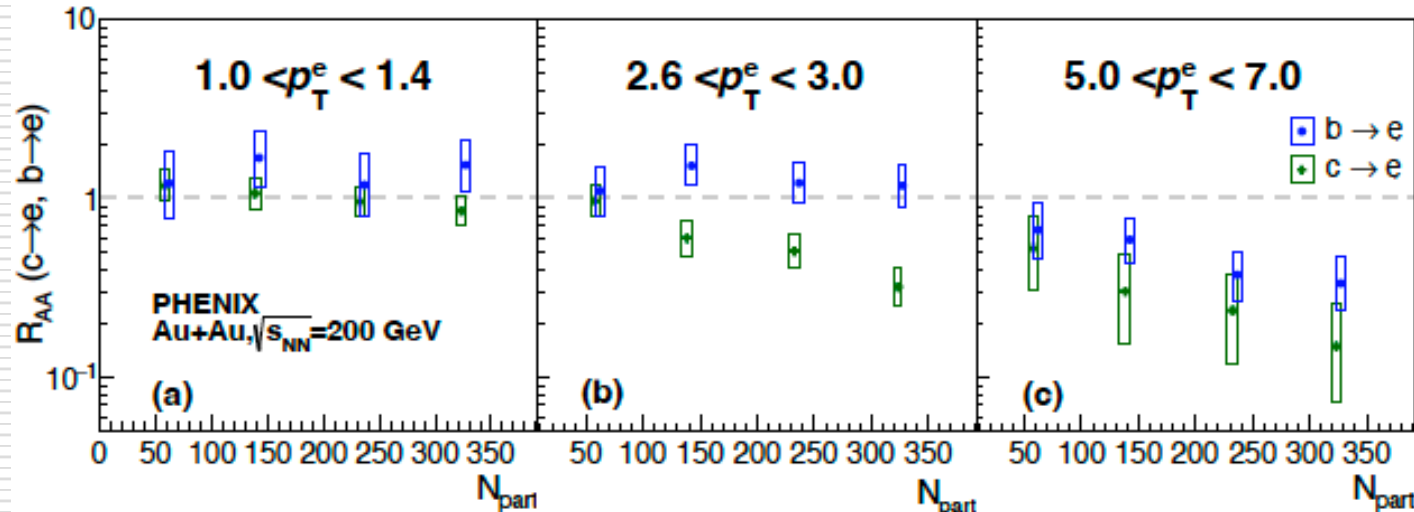 10
1
10⁻¹
R_AA (c→e, b→e)
1.0 <p_T^e < 1.4
PHENIX
Au+Au,√s_NN=200 GeV
(a)
0 50 100 150 200 250 300 350
N_part
2.6 <p_T^e < 3.0
(b)
50 100 150 200 250 300 350
N_part
5.0 <p_T^e < 7.0
b → e
c → e
(c)
50 100 150 200 250 300 350
N_part